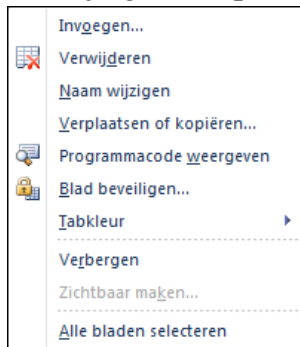 Invoegen...
Verwijderen
Naam wijzigen
Verplaatsen of kopiëren...
Programmacode weergeven
Blad beveiligen...
Tabkleur
Verbergen
Zichtbaar maken...
Alle bladen selecteren